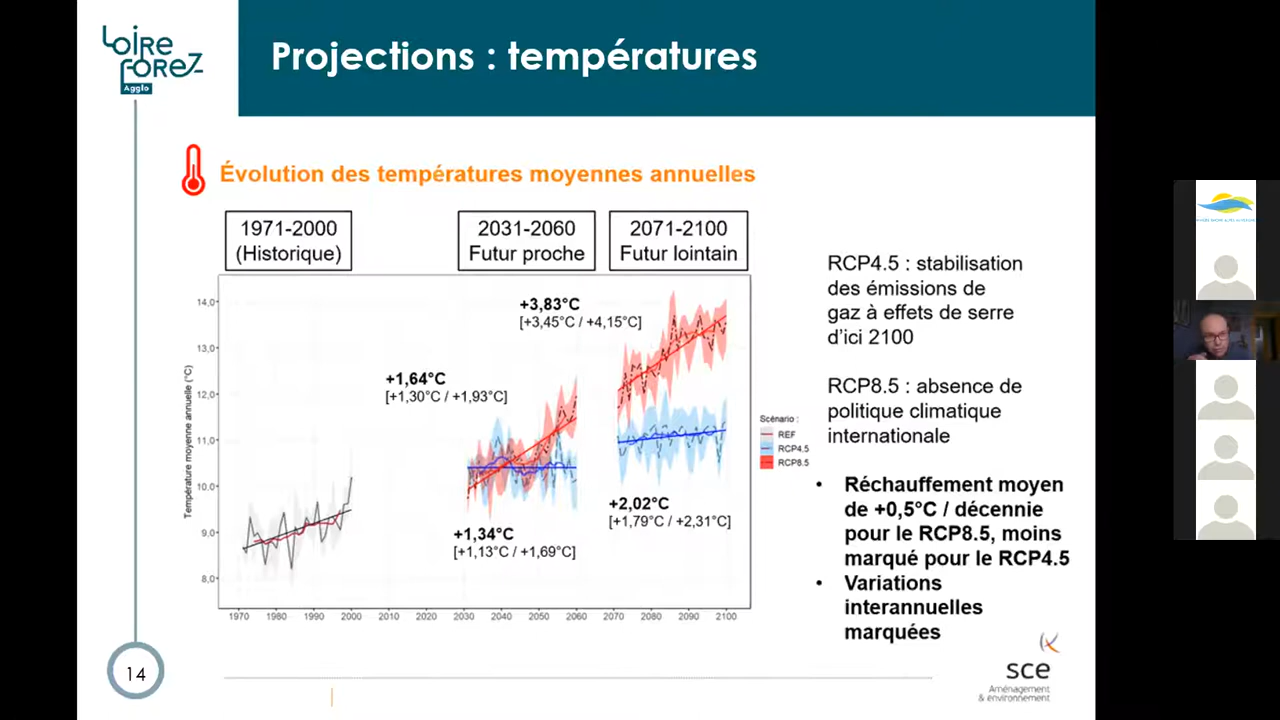 Loire
Forez
Agglo
Projections : températures
Évolution des températures moyennes annuelles
1971-2000
(Historique)
2031-2060
Futur proche
2071-2100
Futur lointain
Température moyenne annuelle (°C)
14,0
13,0
12,0
11,0
10,0
9,0
8,0
1970
1980
1990
2000
2010
2020
2030
2040
2050
2060
2070
2080
2090
2100
+3,83°C
[+3,45°C / +4,15°C]
+1,64°C
[+1,30°C / +1,93°C]
+2,02°C
[+1,79°C / +2,31°C]
+1,34°C
[+1,13°C / +1,69°C]
Scénario :
REF
RCP4.5
RCP8.5
RCP4.5 : stabilisation
des émissions de
gaz à effets de serre
d'ici 2100
RCP8.5 : absence de
politique climatique
internationale
• Réchauffement moyen
de +0,5°C / décennie
pour le RCP8.5, moins
marqué pour le RCP4.5
• Variations
interannuelles
marquées
14
sce
Aménagement
& environnement